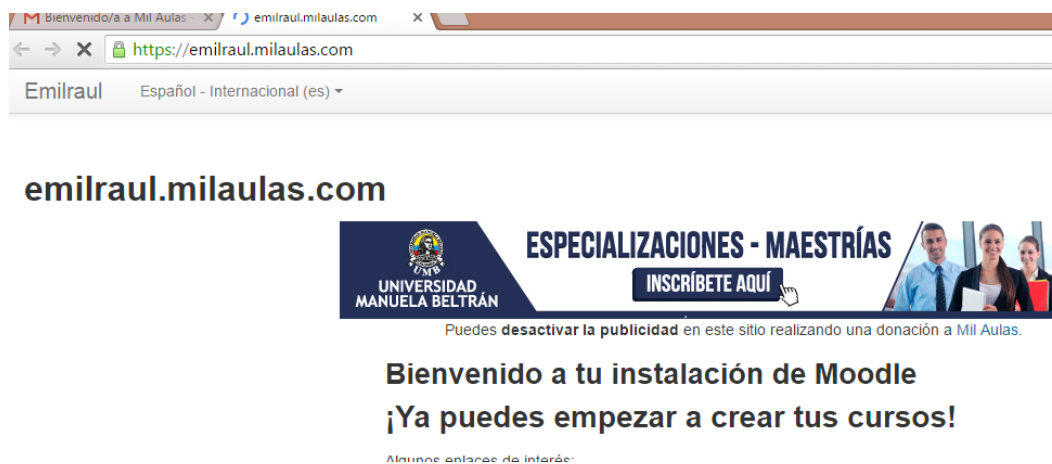 Bienvenido/a a Mil Aulas -
emilraul.milaulas.com
https://emilraul.milaulas.com
Emilraul
Español - Internacional (es)
emilraul.milaulas.com
UMB
UNIVERSIDAD
MANUELA BELTRÁN
ESPECIALIZACIONES - MAESTRÍAS
INSCRÍBETE AQUÍ
Puedes desactivar la publicidad en este sitio realizando una donación a Mil Aulas.
Bienvenido a tu instalación de Moodle
¡Ya puedes empezar a crear tus cursos!
Algunos enlaces de interés: